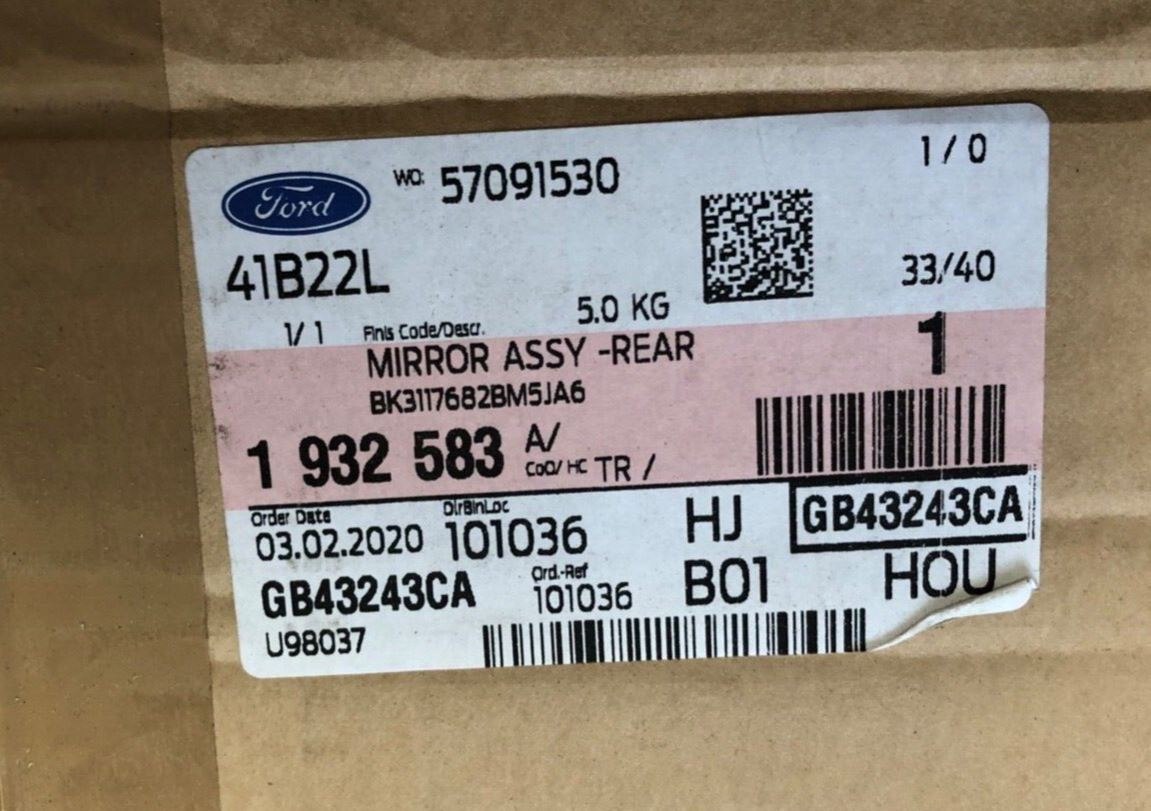 Ford
WO: 57091530
1 / 0
41B22L
33/40
5.0 KG
1/ 1 Finis Code/Descr.
MIRROR ASSY -REAR
1
BK3117682BM5JA6
1 932 583 A/
CoO/ HC TR /
Order Date DlrBinLoc
03.02.2020 101036
HJ GB43243CA
GB43243CA Ord.-Ref
101036
B01 HOU
U98037